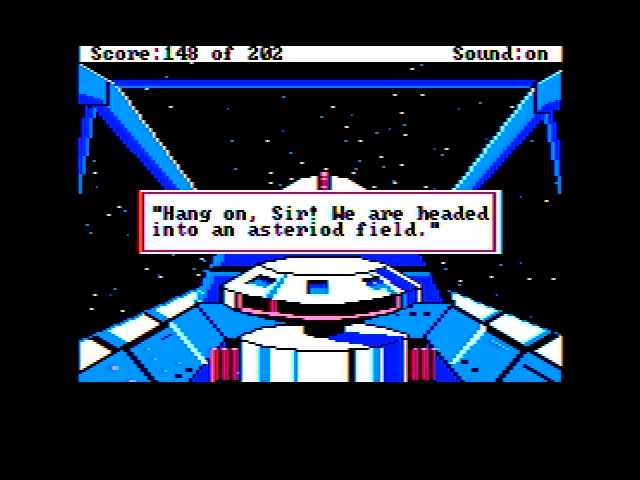 Score:148 of 202 Sound:on
"Hang on, Sir! We are headed
into an asteriod field."